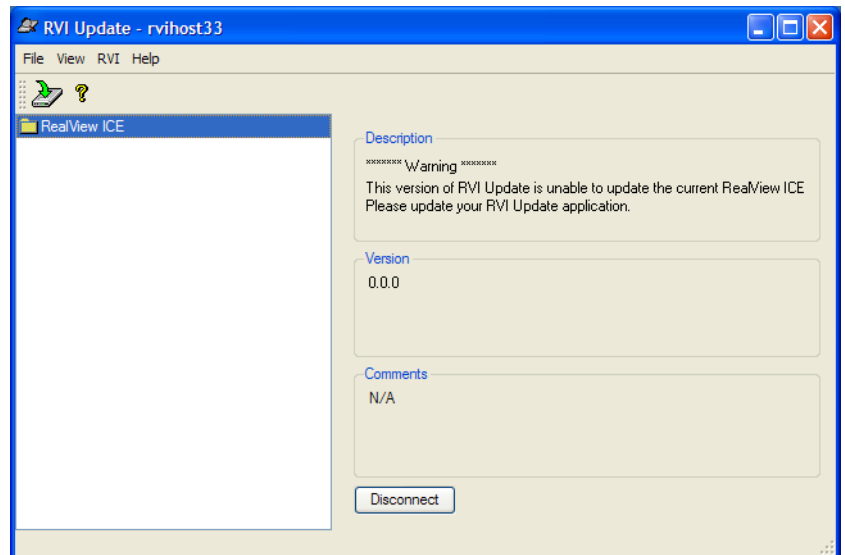 RVI Update - rvihost33
File View RVI Help
RealView ICE
Description
******* Warning *******
This version of RVI Update is unable to update the current RealView ICE
Please update your RVI Update application.
Version
0.0.0
Comments
N/A
Disconnect